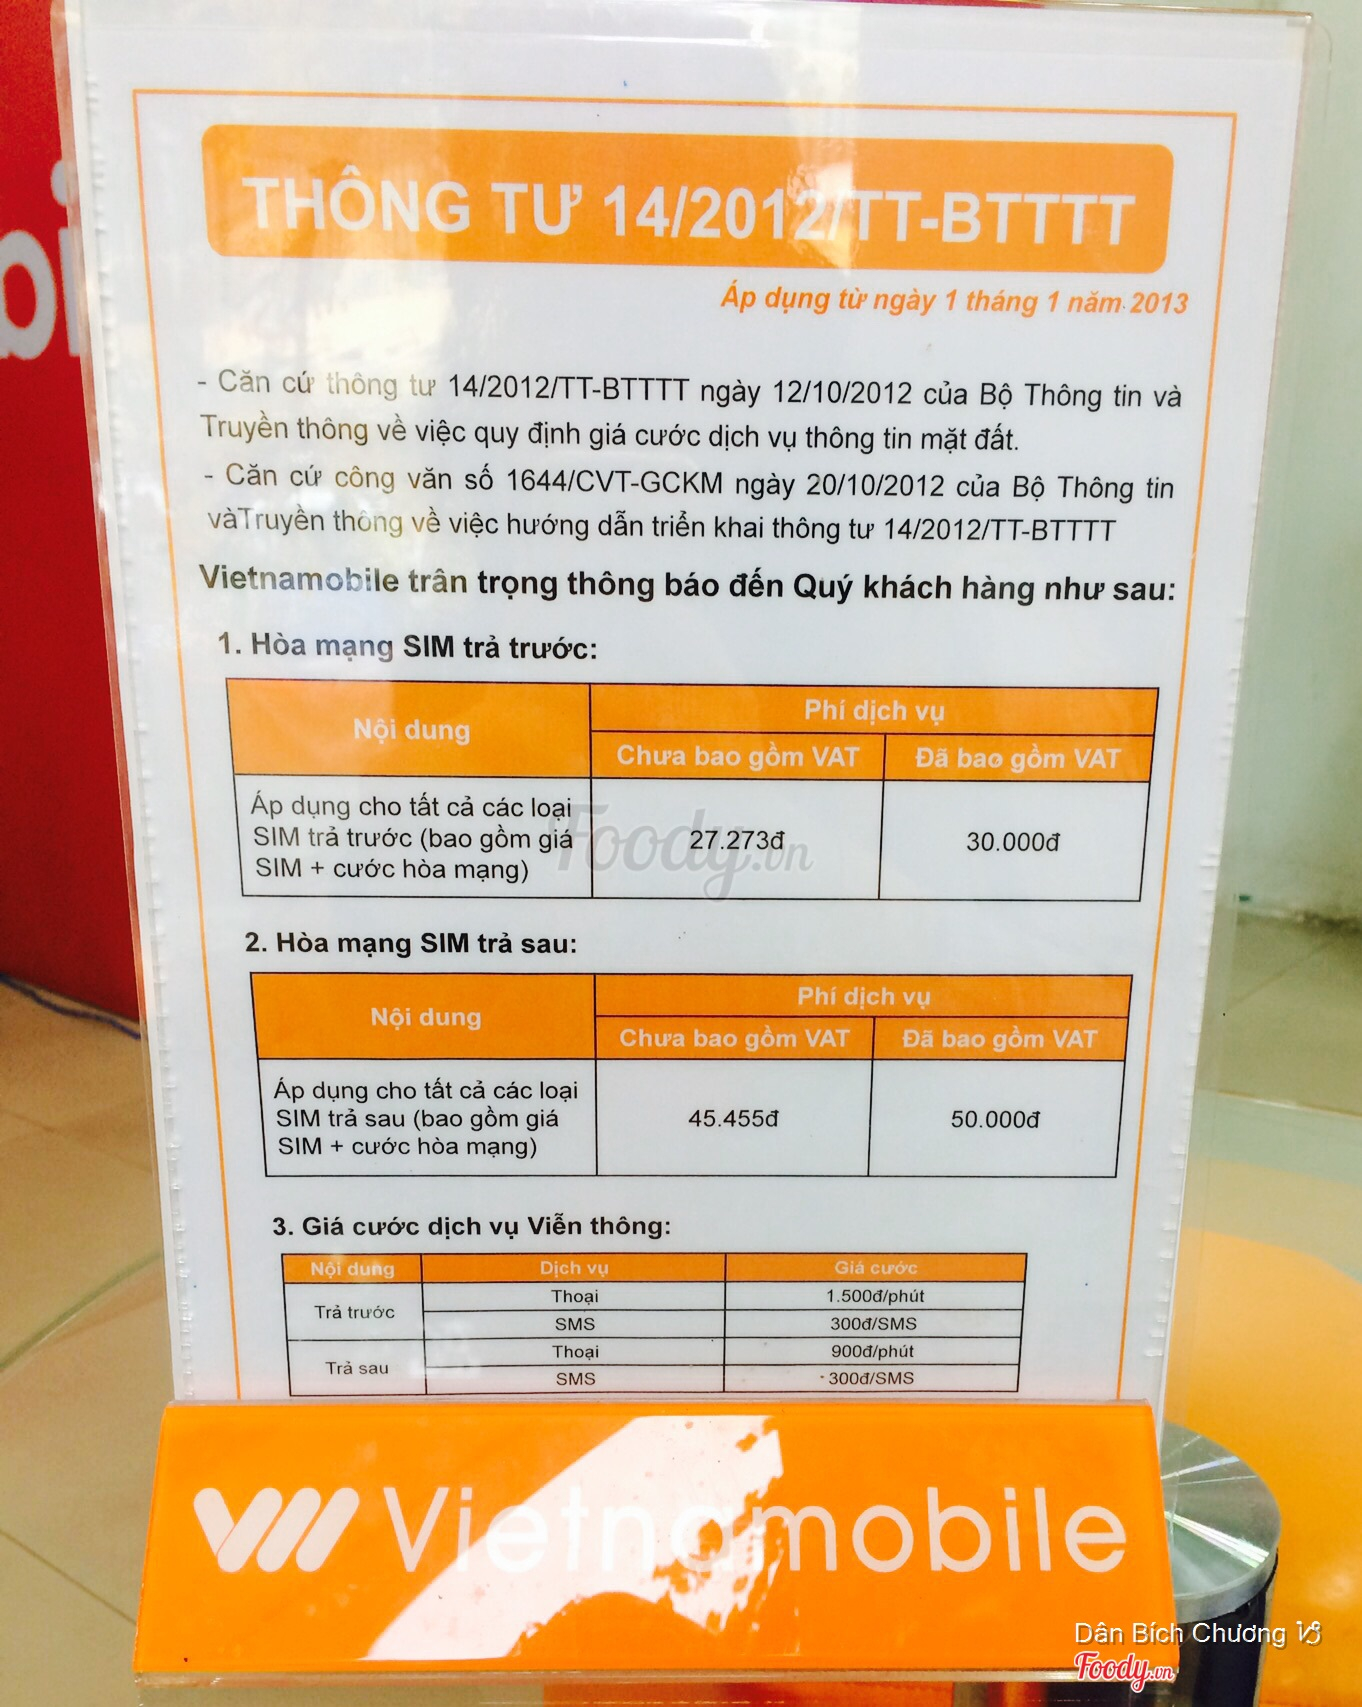 THÔNG TƯ 14/2012/TT-BTTTT
Áp dụng từ ngày 1 tháng 1 năm 2013
- Căn cứ thông tư 14/2012/TT-BTTTT ngày 12/10/2012 của Bộ Thông tin và
Truyền thông về việc quy định giá cước dịch vụ thông tin mặt đất.
- Căn cứ công văn số 1644/CVT-GCKM ngày 20/10/2012 của Bộ Thông tin
vàTruyền thông về việc hướng dẫn triển khai thông tư 14/2012/TT-BTTTT
Vietnamobile trân trọng thông báo đến Quý khách hàng như sau:
1. Hòa mạng SIM trả trước:
Nội dung
Phí dịch vụ
Chưa bao gồm VAT Đã bao gồm VAT
Áp dụng cho tất cả các loại
SIM trả trước (bao gồm giá
SIM + cước hòa mạng)
27.273đ 30.000đ
Foody.vn
2. Hòa mạng SIM trả sau:
Nội dung
Phí dịch vụ
Chưa bao gồm VAT Đã bao gồm VAT
Áp dụng cho tất cả các loại
SIM trả sau (bao gồm giá
SIM + cước hòa mạng)
45.455đ 50.000đ
3. Giá cước dịch vụ Viễn thông:
Nội dung Dịch vụ Giá cước
Trả trước
Thoại 1.500đ/phút
SMS 300đ/SMS
Trả sau
Thoại 900đ/phút
SMS 300đ/SMS
Vietnamobile
Dân Bích Chương
Foody.vn